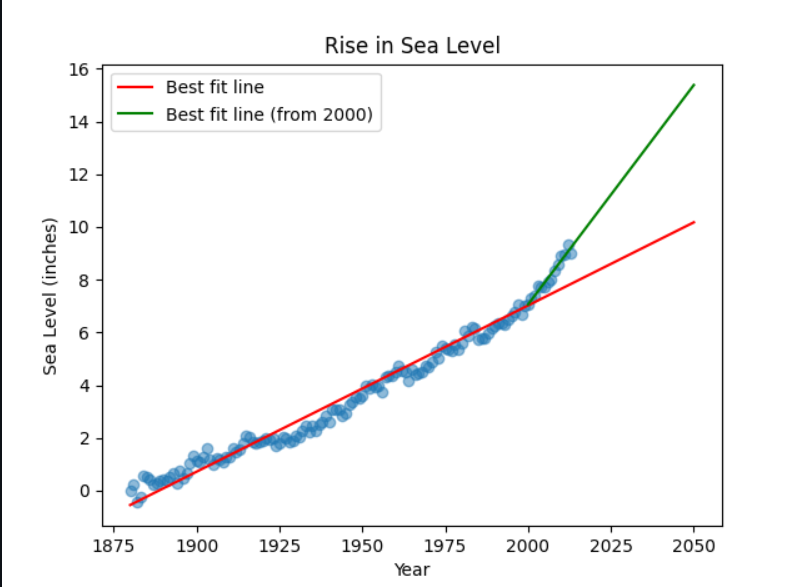 Rise in Sea Level
Best fit line
Best fit line (from 2000)
16
14
12
10
8
6
4
2
0
Sea Level (inches)
1875 1900 1925 1950 1975 2000 2025 2050
Year